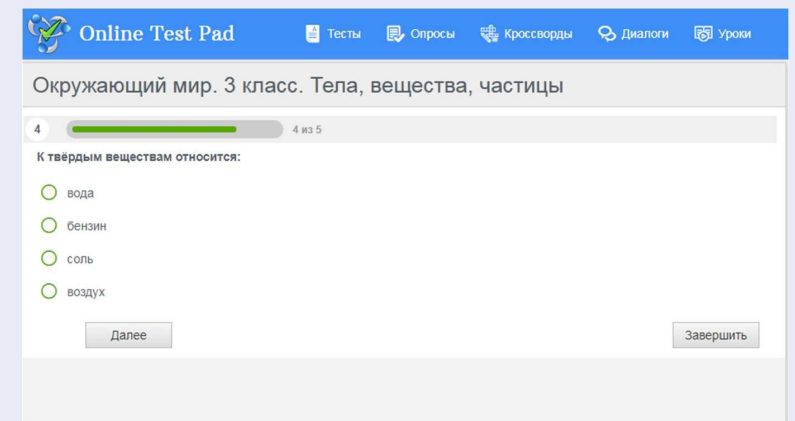 Online Test Pad Тесты Опросы Кроссворды Диалоги Уроки
Окружающий мир. 3 класс. Тела, вещества, частицы
4 4 из 5
К твёрдым веществам относится:
вода
бензин
соль
воздух
Далее Завершить